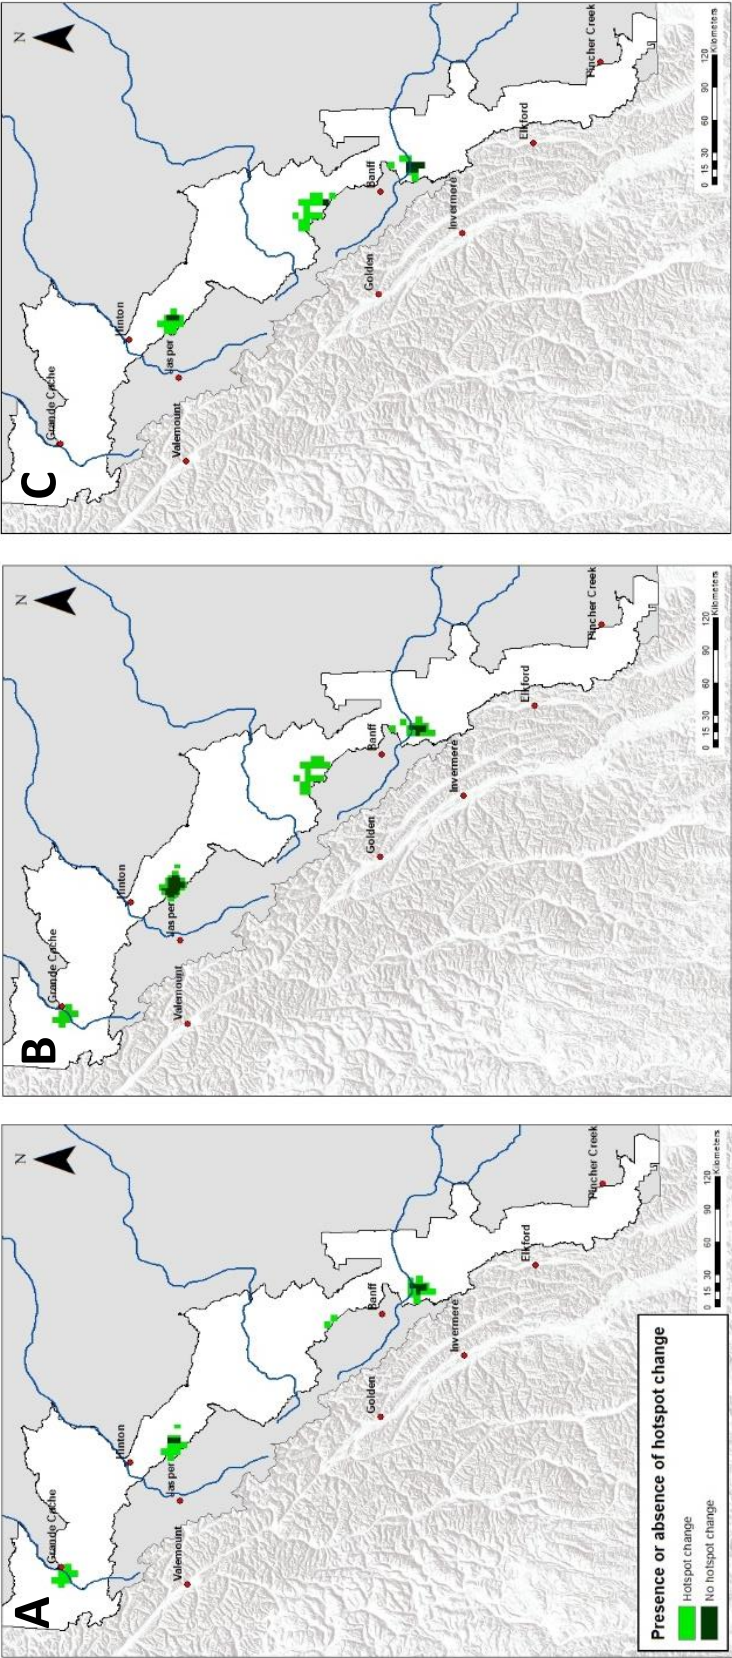 A
N
Grande Cache
Hinton
Jasper
Valemount
Golden
Banff
Invermere
Elkford
Pincher Creek
0 15 30 60 90 120
Kilometers
Presence or absence of hotspot change
Hotspot change
No hotspot change
B
N
Grande Cache
Hinton
Jasper
Valemount
Golden
Banff
Invermere
Elkford
Pincher Creek
0 15 30 60 90 120
Kilometers
C
N
Grande Cache
Hinton
Jasper
Valemount
Golden
Banff
Invermere
Elkford
Pincher Creek
0 15 30 60 90 120
Kilometers